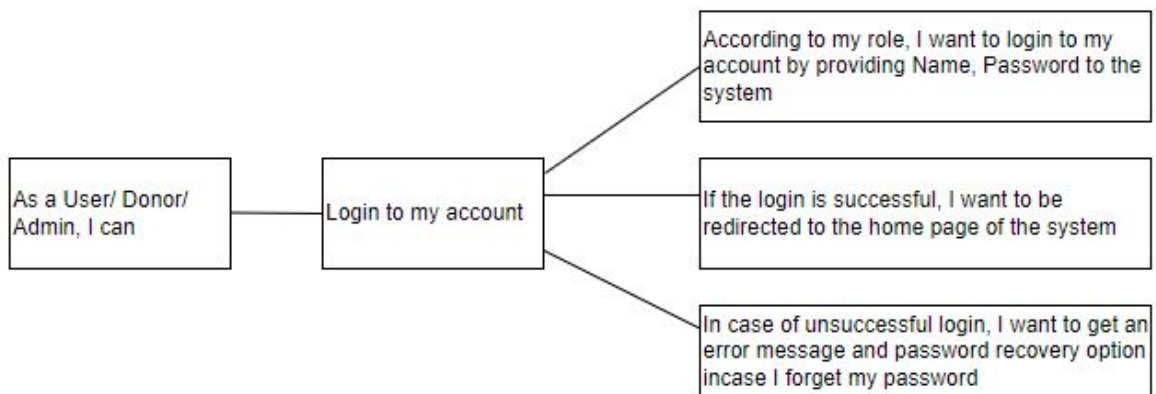 As a User/ Donor/
Admin, I can
Login to my account
According to my role, I want to login to my
account by providing Name, Password to the
system
If the login is successful, I want to be
redirected to the home page of the system
In case of unsuccessful login, I want to get an
error message and password recovery option
incase I forget my password